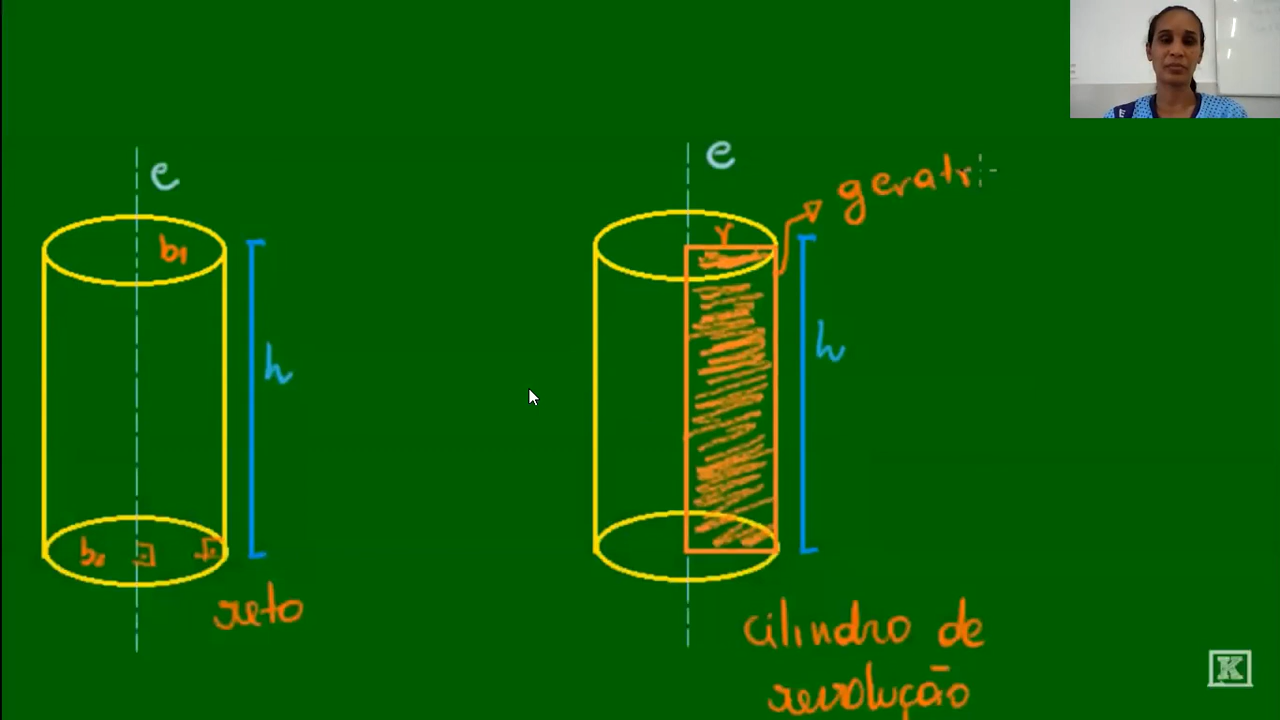 e
b1
h
b2
reto
e
r
geratr
h
cilindro de
revolução
K